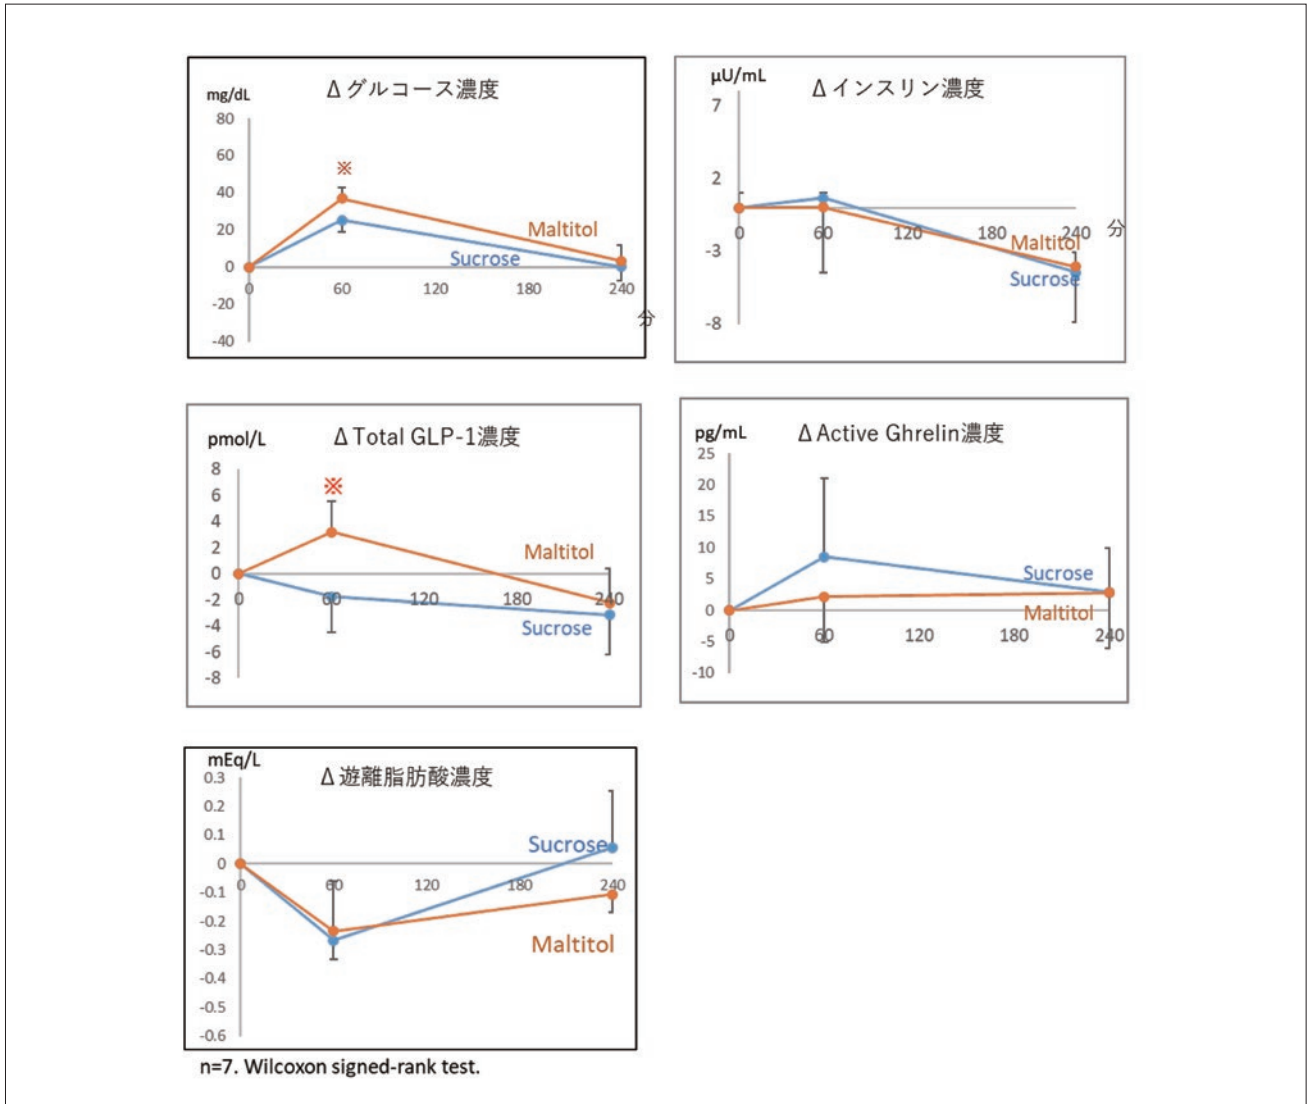 Δ グルコース濃度
mg/dL
80
60
※
40
20
Maltitol
Sucrose
0
0 60 120 180 240
-20
分
-40
μU/mL
Δ インスリン濃度
7
2
0 60 120 180 240 分
Maltitol
-3
Sucrose
-8
pmol/L
Δ Total GLP-1濃度
8
※
6
4
2
Maltitol
0
0 60 120 180 240
-2
Sucrose
-4
-6
-8
pg/mL
Δ Active Ghrelin濃度
25
20
15
10
Sucrose
5
Maltitol
0
0 60 120 180 240
-5
-10
mEq/L
Δ 遊離脂肪酸濃度
0.3
0.2
0.1
Sucrose
0
0 60 120 180 240
-0.1
-0.2
Maltitol
-0.3
-0.4
-0.5
-0.6
n=7. Wilcoxon signed-rank test.